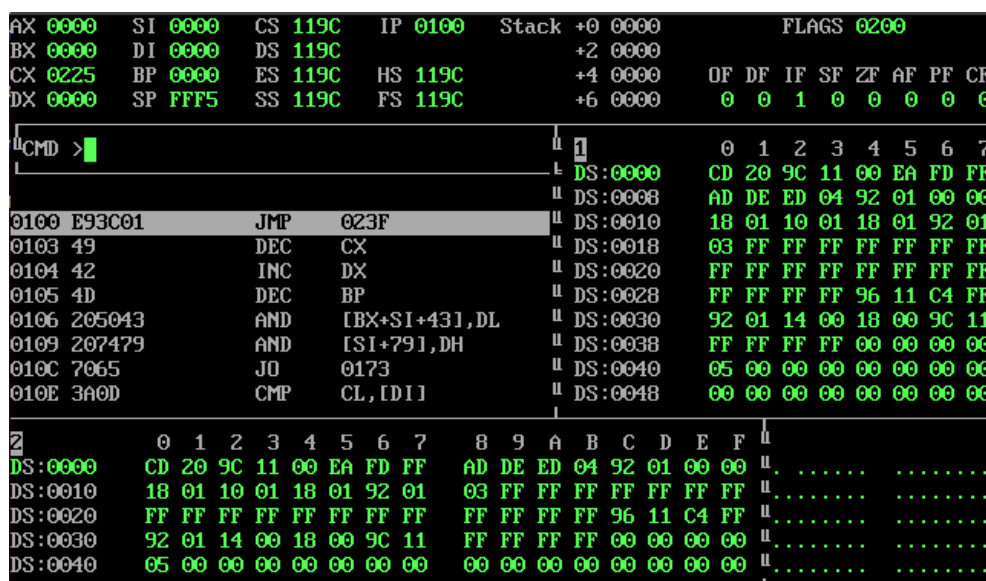 AX 0000 SI 0000 CS 119C IP 0100 Stack +0 0000 FLAGS 0200
BX 0000 DI 0000 DS 119C +2 0000
CX 0225 BP 0000 ES 119C HS 119C +4 0000 OF DF IF SF ZF AF PF CF
DX 0000 SP FFF5 SS 119C FS 119C +6 0000 0 0 1 0 0 0 0 0
CMD >
1 0 1 2 3 4 5 6 7
DS:0000 CD 20 9C 11 00 EA FD FF
DS:0008 AD DE ED 04 92 01 00 00
0100 E93C01 JMP 023F DS:0010 18 01 10 01 18 01 92 01
0103 49 DEC CX DS:0018 03 FF FF FF FF FF FF FF
0104 42 INC DX DS:0020 FF FF FF FF FF FF FF FF
0105 4D DEC BP DS:0028 FF FF FF FF 96 11 C4 FF
0106 205043 AND [BX+SI+43],DL DS:0030 92 01 14 00 18 00 9C 11
0109 207479 AND [SI+79],DH DS:0038 FF FF FF FF 00 00 00 00
010C 7065 JO 0173 DS:0040 05 00 00 00 00 00 00 00
010E 3A0D CMP CL,[DI] DS:0048 00 00 00 00 00 00 00 00
2 0 1 2 3 4 5 6 7 8 9 A B C D E F
DS:0000 CD 20 9C 11 00 EA FD FF AD DE ED 04 92 01 00 00
DS:0010 18 01 10 01 18 01 92 01 03 FF FF FF FF FF FF FF . ...... .......
DS:0020 FF FF FF FF FF FF FF FF FF FF FF FF 96 11 C4 FF
DS:0030 92 01 14 00 18 00 9C 11 FF FF FF FF 00 00 00 00
DS:0040 05 00 00 00 00 00 00 00 00 00 00 00 00 00 00 00